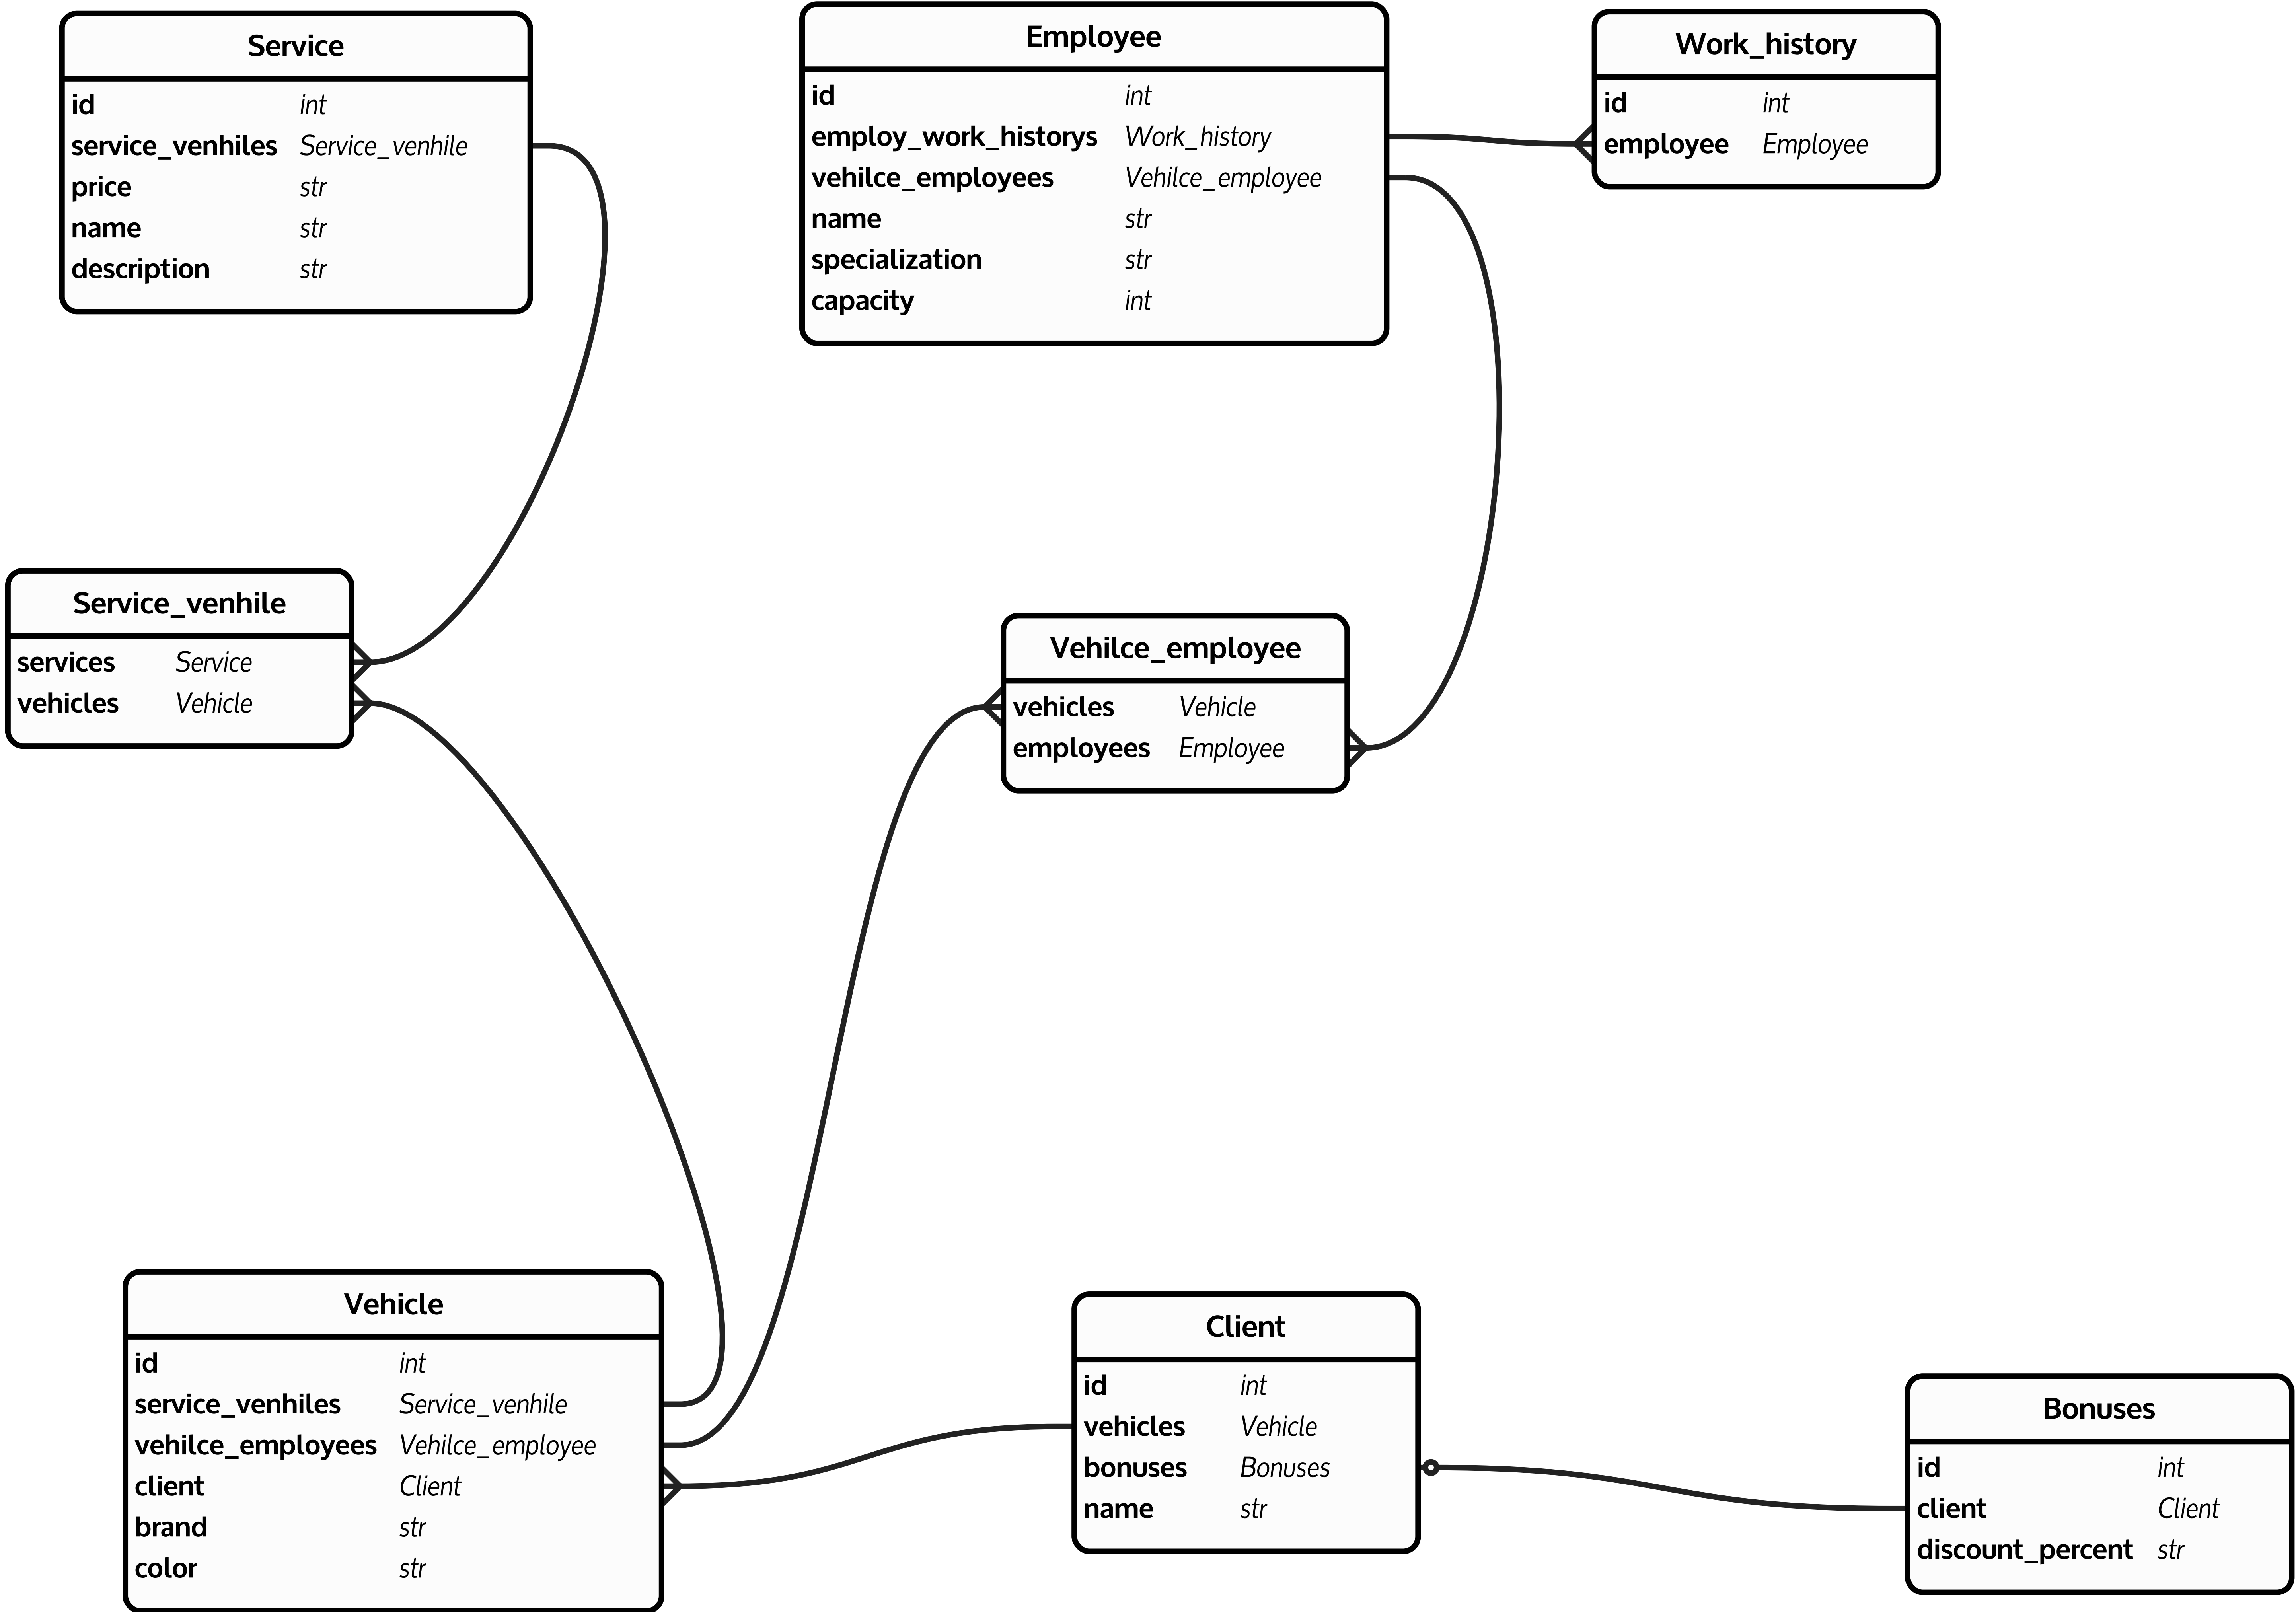 Service
id int
service_venhiles Service_venhile
price str
name str
description str
Employee
id int
employ_work_historys Work_history
vehilce_employees Vehilce_employee
name str
specialization str
capacity int
Work_history
id int
employee Employee
Service_venhile
services Service
vehicles Vehicle
Vehilce_employee
vehicles Vehicle
employees Employee
Vehicle
id int
service_venhiles Service_venhile
vehilce_employees Vehilce_employee
client Client
brand str
color str
Client
id int
vehicles Vehicle
bonuses Bonuses
name str
Bonuses
id int
client Client
discount_percent str